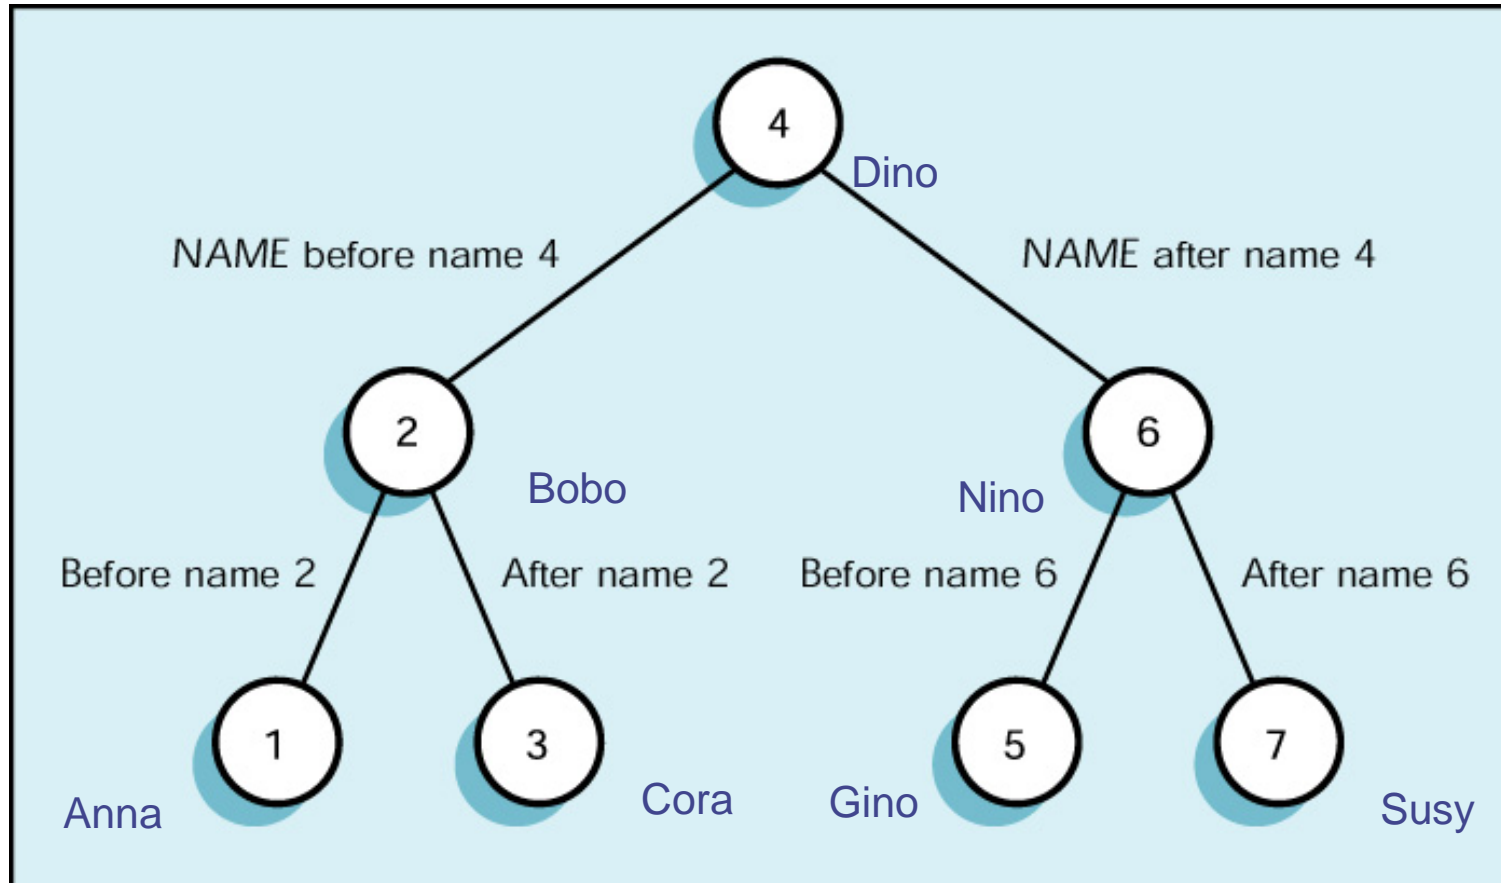 4
Dino
NAME before name 4
NAME after name 4
2
6
Bobo
Nino
Before name 2
After name 2
Before name 6
After name 6
1
3
5
7
Anna
Cora
Gino
Susy